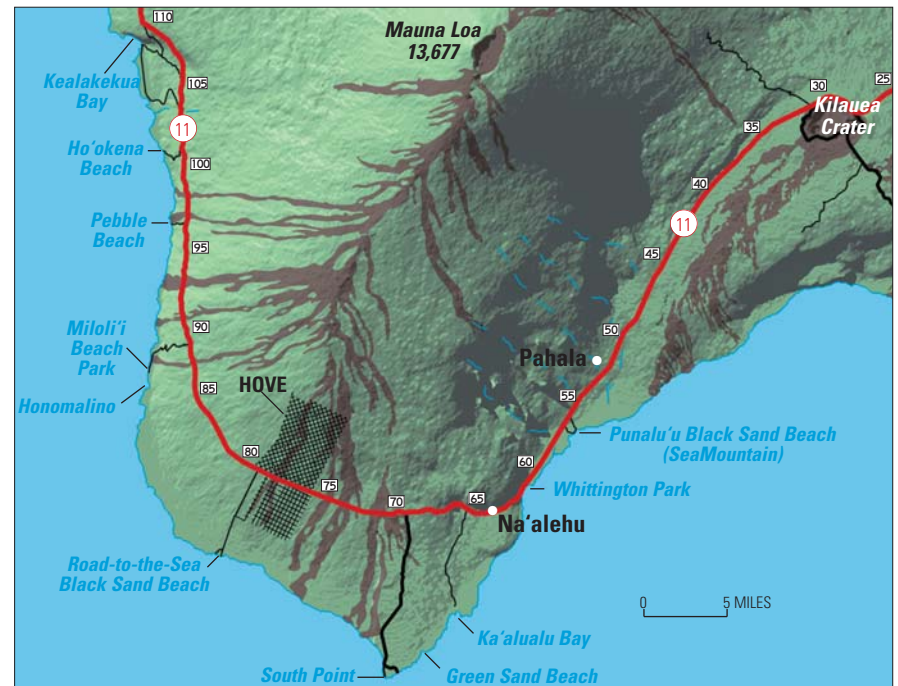 110
Mauna Loa
13,677
30
25
Kealakekua
Bay
105
35
Kilauea
Crater
11
Ho‘okena
Beach
100
40
Pebble
Beach
11
95
45
Miloli‘i
Beach
Park
90
50
Pahala
HOVE
85
55
Honomalino
Punalu‘u Black Sand Beach
(SeaMountain)
80
60
75
70
65
Whittington Park
Na‘alehu
Road-to-the-Sea
Black Sand Beach
0 5 MILES
Ka‘alualu Bay
South Point
Green Sand Beach